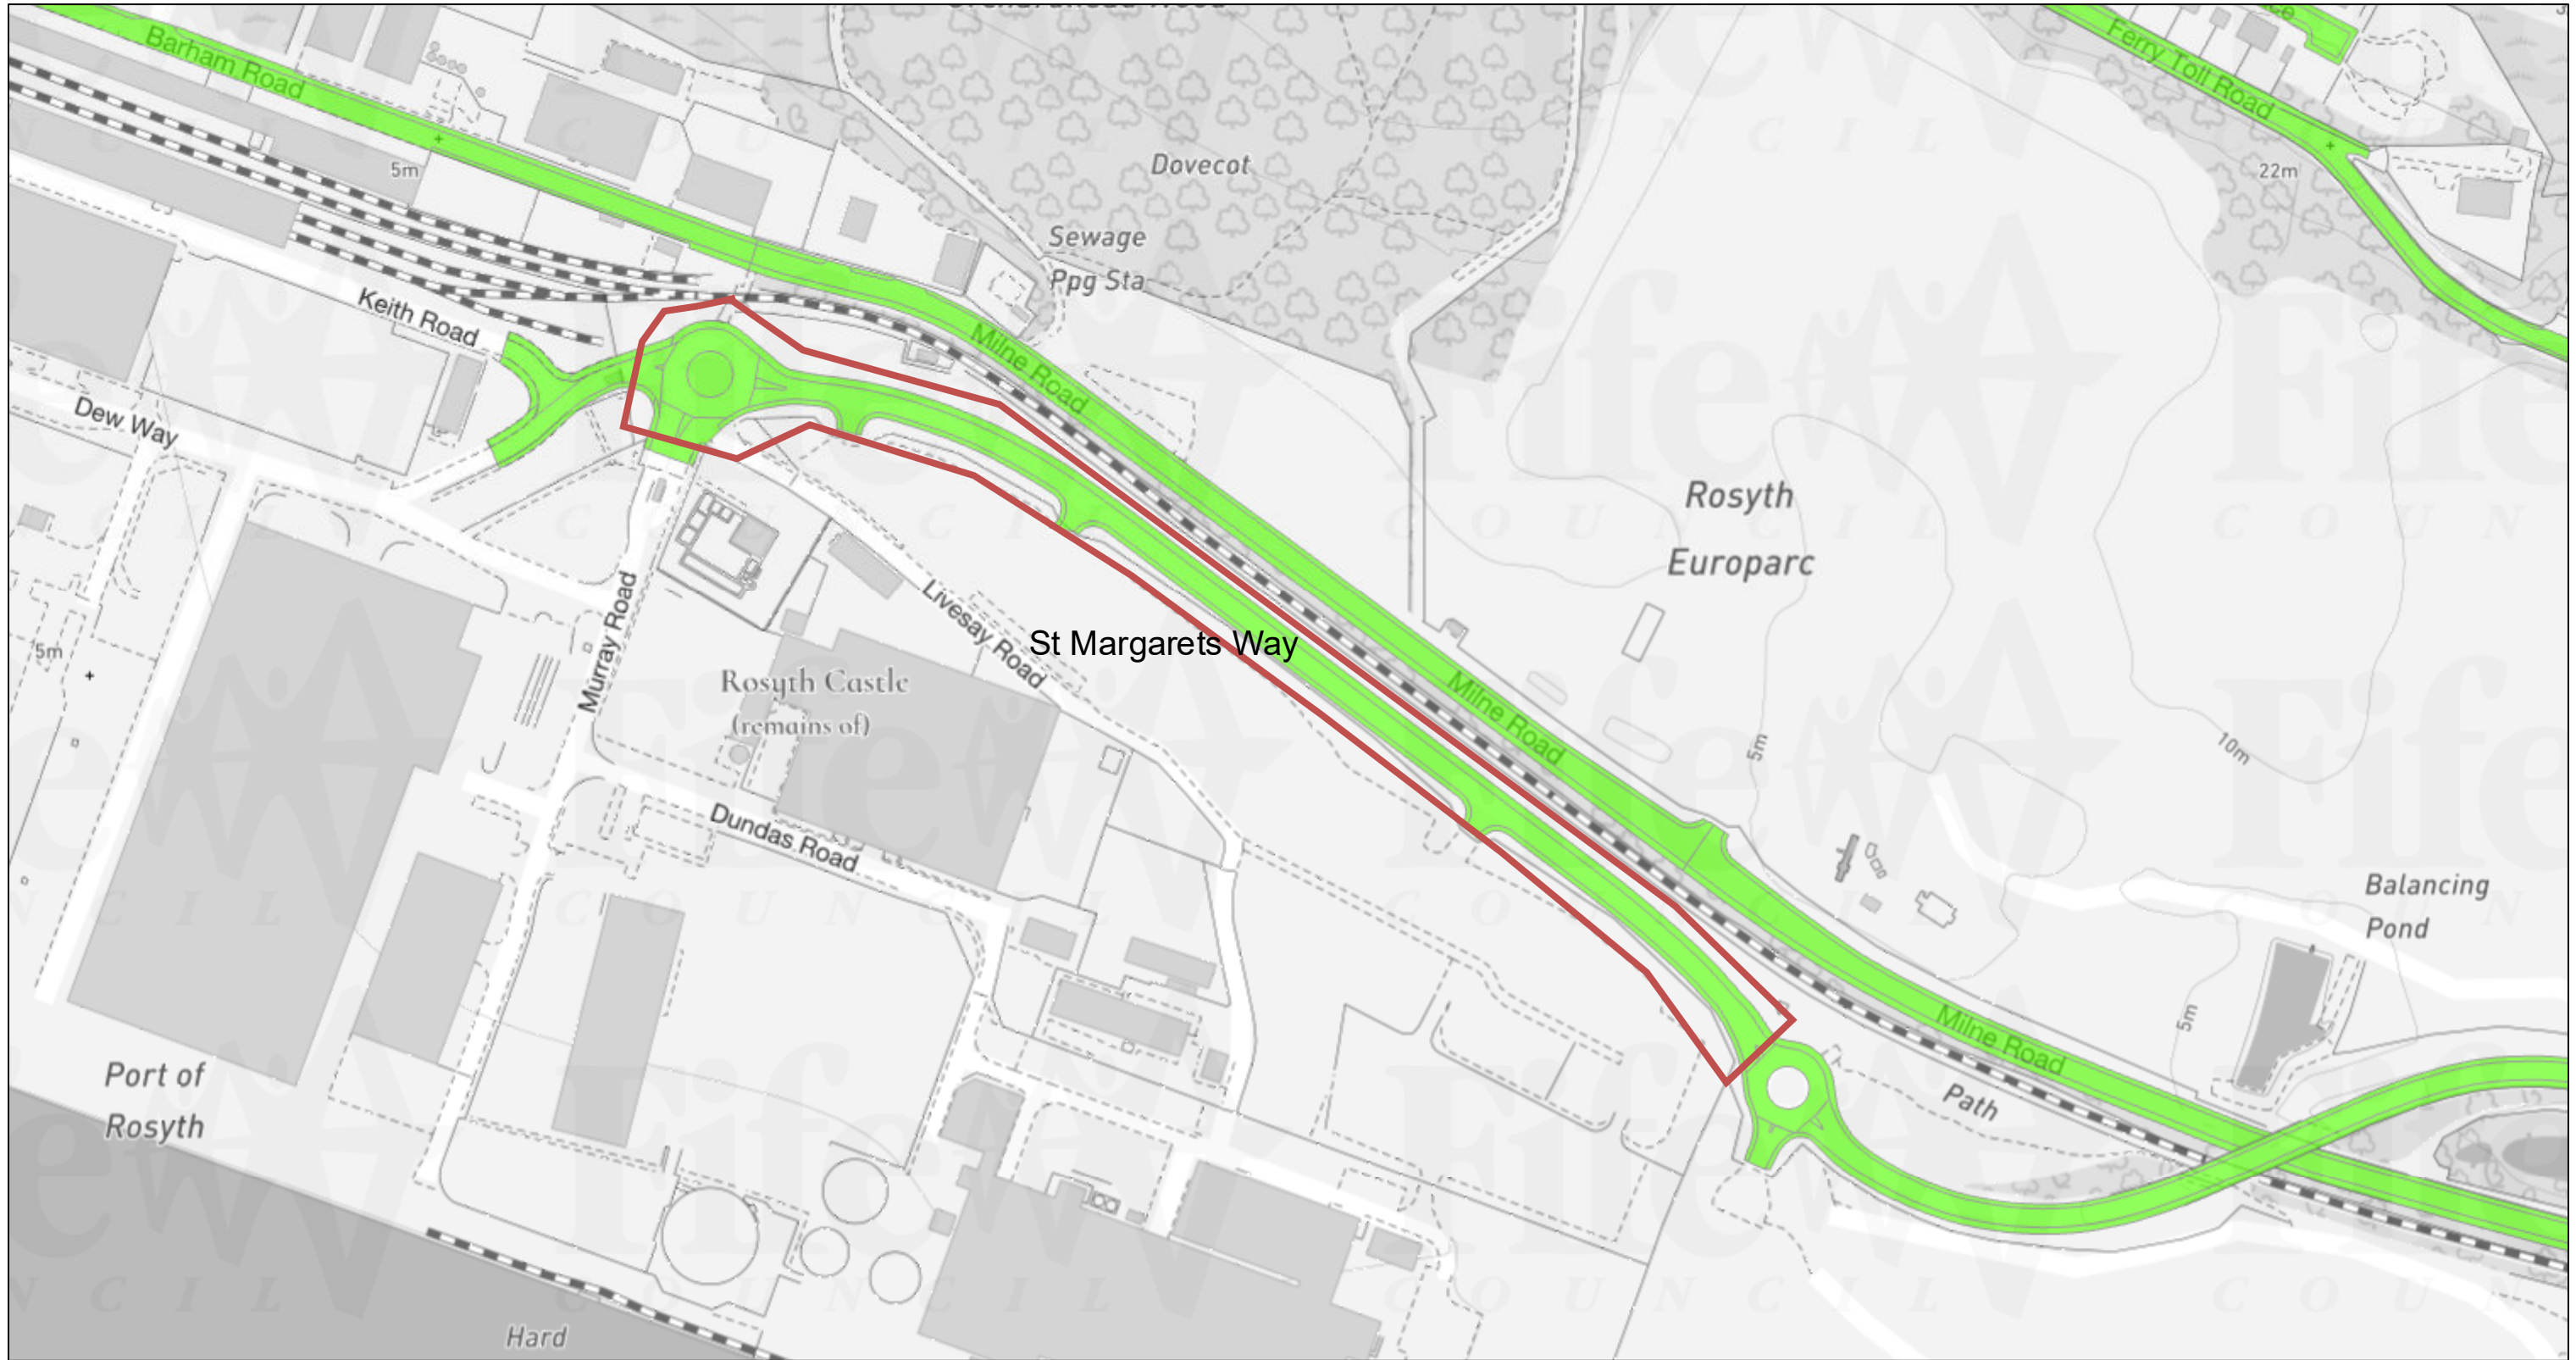 Barham Road
Ferry Toll Road
Dovecot
5m
22m
Sewage
Ppg Sta
Keith Road
Milne Road
Dew Way
Rosyth
Europarc
Livesay Road
Murray Road
St Margarets Way
5m
Rosyth Castle
(remains of)
Milne Road
5m
10m
Dundas Road
Balancing
Pond
5m
Milne Road
Port of
Rosyth
Path
Hard
Fife
COUNCIL